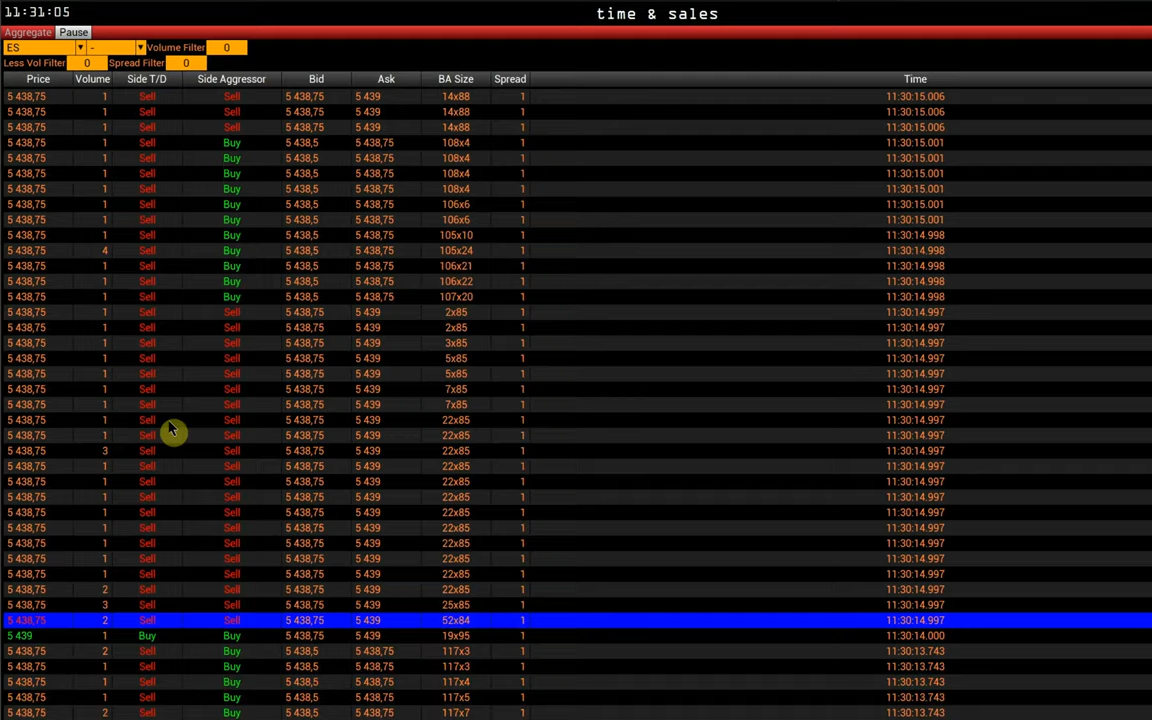 11:31:05 time & sales
Aggregate Pause
ES - Volume Filter 0
Less Vol Filter 0 Spread Filter 0
Price Volume Side T/D Side Aggressor Bid Ask BA Size Spread Time
5 438,75 1 Sell Sell 5 438,75 5 439 14x88 1 11:30:15.006
5 438,75 1 Sell Sell 5 438,75 5 439 14x88 1 11:30:15.006
5 438,75 1 Sell Sell 5 438,75 5 439 14x88 1 11:30:15.006
5 438,75 1 Sell Buy 5 438,5 5 438,75 108x4 1 11:30:15.001
5 438,75 1 Sell Buy 5 438,5 5 438,75 108x4 1 11:30:15.001
5 438,75 1 Sell Buy 5 438,5 5 438,75 108x4 1 11:30:15.001
5 438,75 1 Sell Buy 5 438,5 5 438,75 108x4 1 11:30:15.001
5 438,75 1 Sell Buy 5 438,5 5 438,75 106x6 1 11:30:15.001
5 438,75 1 Sell Buy 5 438,5 5 438,75 106x6 1 11:30:15.001
5 438,75 1 Sell Buy 5 438,5 5 438,75 105x10 1 11:30:14.998
5 438,75 4 Sell Buy 5 438,5 5 438,75 105x24 1 11:30:14.998
5 438,75 1 Sell Buy 5 438,5 5 438,75 106x21 1 11:30:14.998
5 438,75 1 Sell Buy 5 438,5 5 438,75 106x22 1 11:30:14.998
5 438,75 1 Sell Buy 5 438,5 5 438,75 107x20 1 11:30:14.998
5 438,75 1 Sell Sell 5 438,75 5 439 2x85 1 11:30:14.997
5 438,75 1 Sell Sell 5 438,75 5 439 2x85 1 11:30:14.997
5 438,75 1 Sell Sell 5 438,75 5 439 3x85 1 11:30:14.997
5 438,75 1 Sell Sell 5 438,75 5 439 5x85 1 11:30:14.997
5 438,75 1 Sell Sell 5 438,75 5 439 5x85 1 11:30:14.997
5 438,75 1 Sell Sell 5 438,75 5 439 7x85 1 11:30:14.997
5 438,75 1 Sell Sell 5 438,75 5 439 7x85 1 11:30:14.997
5 438,75 1 Sell Sell 5 438,75 5 439 22x85 1 11:30:14.997
5 438,75 1 Sell Sell 5 438,75 5 439 22x85 1 11:30:14.997
5 438,75 3 Sell Sell 5 438,75 5 439 22x85 1 11:30:14.997
5 438,75 1 Sell Sell 5 438,75 5 439 22x85 1 11:30:14.997
5 438,75 1 Sell Sell 5 438,75 5 439 22x85 1 11:30:14.997
5 438,75 1 Sell Sell 5 438,75 5 439 22x85 1 11:30:14.997
5 438,75 1 Sell Sell 5 438,75 5 439 22x85 1 11:30:14.997
5 438,75 1 Sell Sell 5 438,75 5 439 22x85 1 11:30:14.997
5 438,75 1 Sell Sell 5 438,75 5 439 22x85 1 11:30:14.997
5 438,75 1 Sell Sell 5 438,75 5 439 22x85 1 11:30:14.997
5 438,75 1 Sell Sell 5 438,75 5 439 22x85 1 11:30:14.997
5 438,75 2 Sell Sell 5 438,75 5 439 22x85 1 11:30:14.997
5 438,75 3 Sell Sell 5 438,75 5 439 25x85 1 11:30:14.997
5 438,75 2 Sell Sell 5 438,75 5 439 52x84 1 11:30:14.997
5 439 1 Buy Buy 5 438,75 5 439 19x95 1 11:30:14.000
5 438,75 2 Sell Buy 5 438,5 5 438,75 117x3 1 11:30:13.743
5 438,75 1 Sell Buy 5 438,5 5 438,75 117x3 1 11:30:13.743
5 438,75 1 Sell Buy 5 438,5 5 438,75 117x4 1 11:30:13.743
5 438,75 1 Sell Buy 5 438,5 5 438,75 117x5 1 11:30:13.743
5 438,75 2 Sell Buy 5 438,5 5 438,75 117x7 1 11:30:13.743